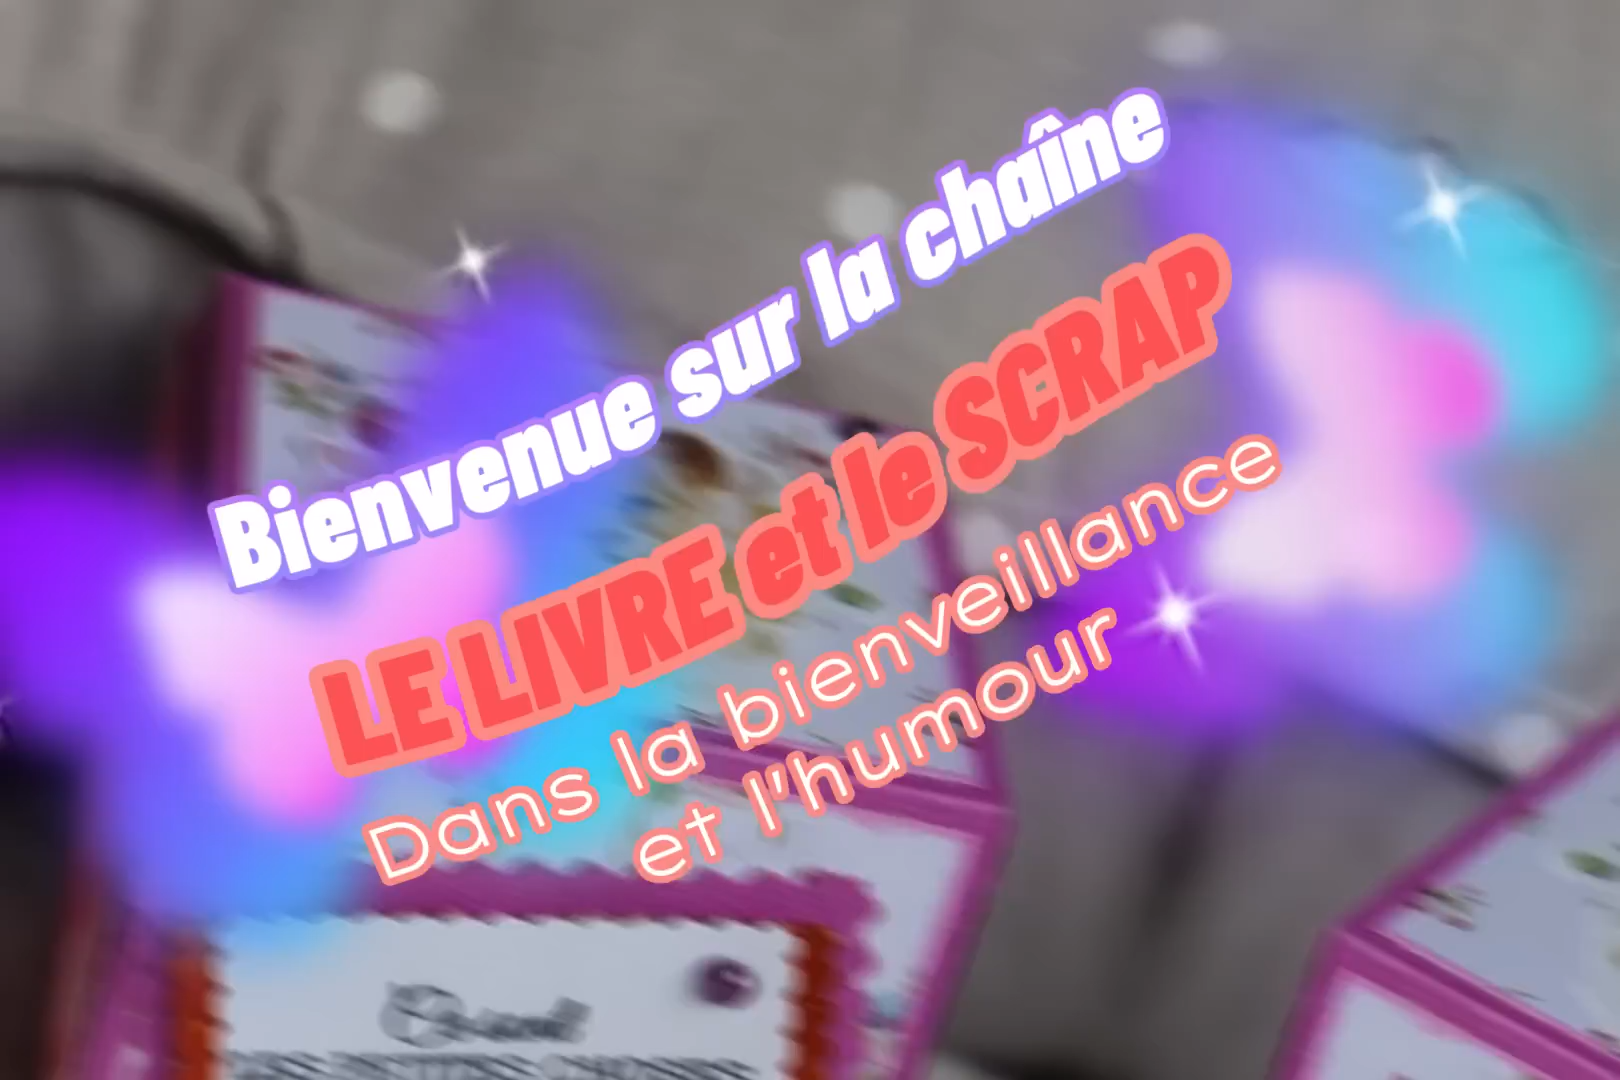 Bienvenue sur la chaîne
LE LIVRE et le SCRAP
Dans la bienveillance
et l'humour